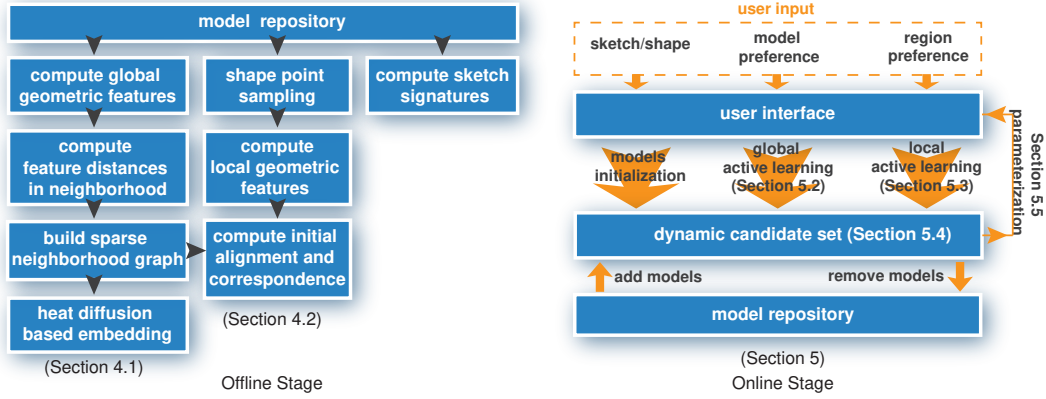 model repository
compute global
geometric features
shape point
sampling
compute sketch
signatures
compute
feature distances
in neighborhood
compute
local geometric
features
build sparse
neighborhood graph
compute initial
alignment and
correspondence
heat diffusion
based embedding
(Section 4.1)
(Section 4.2)
Offline Stage
user input
sketch/shape
model
preference
region
preference
user interface
models
initialization
global
active learning
(Section 5.2)
local
active learning
(Section 5.3)
Section 5.5
parameterization
dynamic candidate set (Section 5.4)
add models
remove models
model repository
(Section 5)
Online Stage